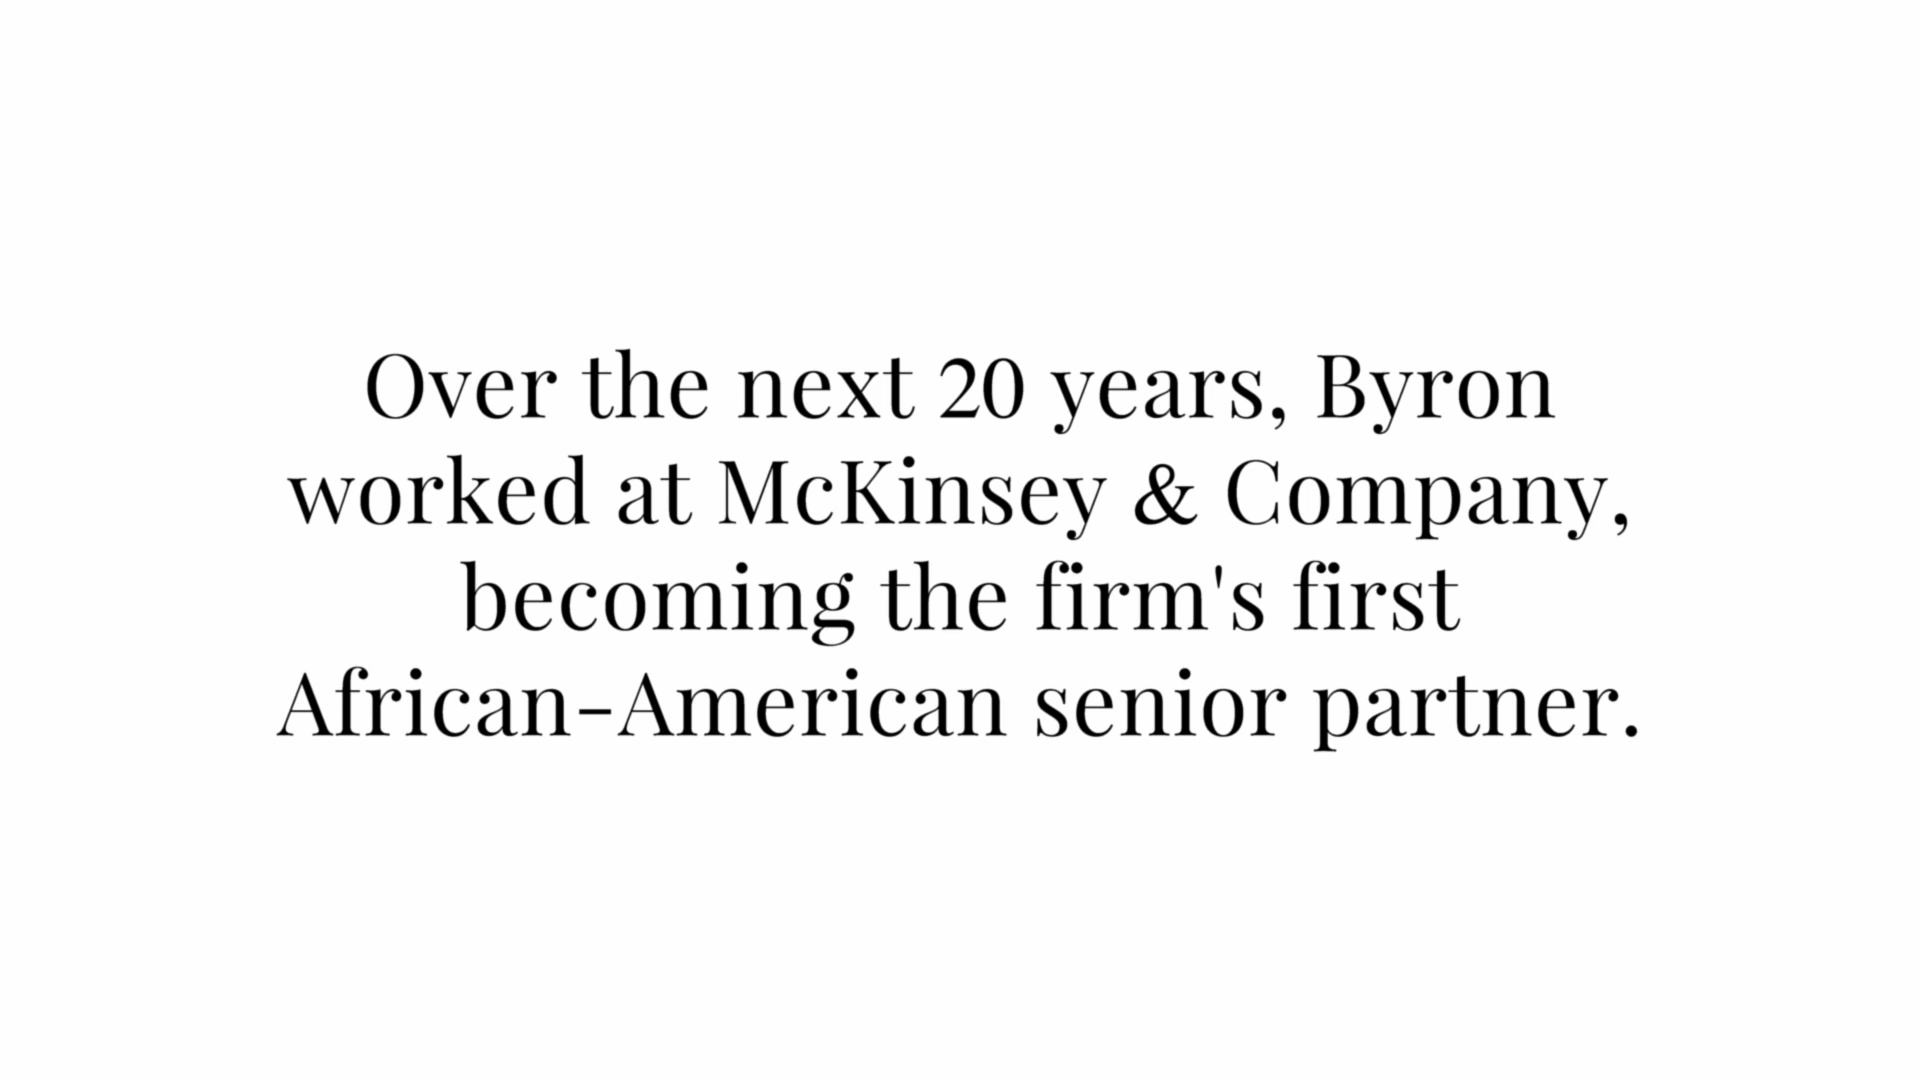 Over the next 20 years, Byron
worked at McKinsey & Company,
becoming the firm's first
African-American senior partner.